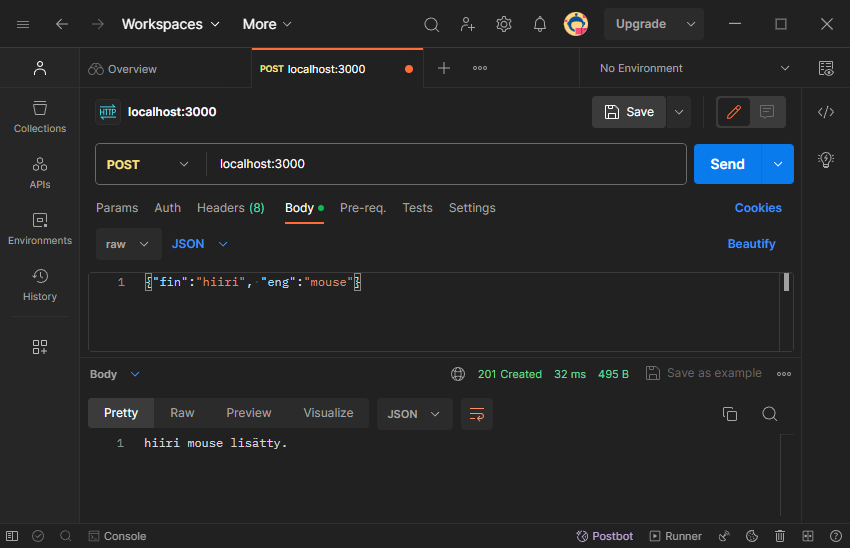 Workspaces More Upgrade
Overview POST localhost:3000 No Environment
HTTP localhost:3000 Save
Collections
APIs
Environments
History
POST localhost:3000 Send
Params Auth Headers (8) Body Pre-req. Tests Settings Cookies
raw JSON Beautify
1 {"fin":"hiiri", "eng":"mouse"}
Body 201 Created 32 ms 495 B Save as example
Pretty Raw Preview Visualize JSON
1 hiiri mouse lisätty.
Console Postbot Runner